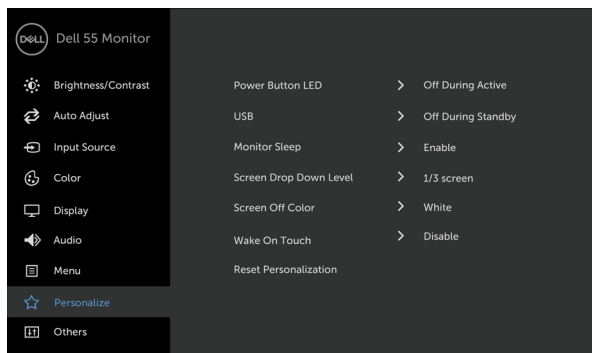 DELL Dell 55 Monitor
Brightness/Contrast
Auto Adjust
Input Source
Color
Display
Audio
Menu
Personalize
Others
Power Button LED > Off During Active
USB > Off During Standby
Monitor Sleep > Enable
Screen Drop Down Level > 1/3 screen
Screen Off Color > White
Wake On Touch > Disable
Reset Personalization